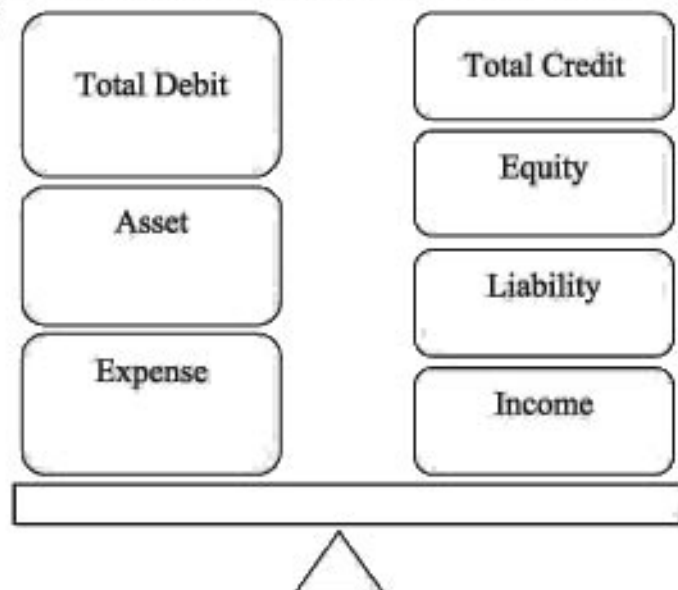 Total Debit
Asset
Expense
Total Credit
Equity
Liability
Income